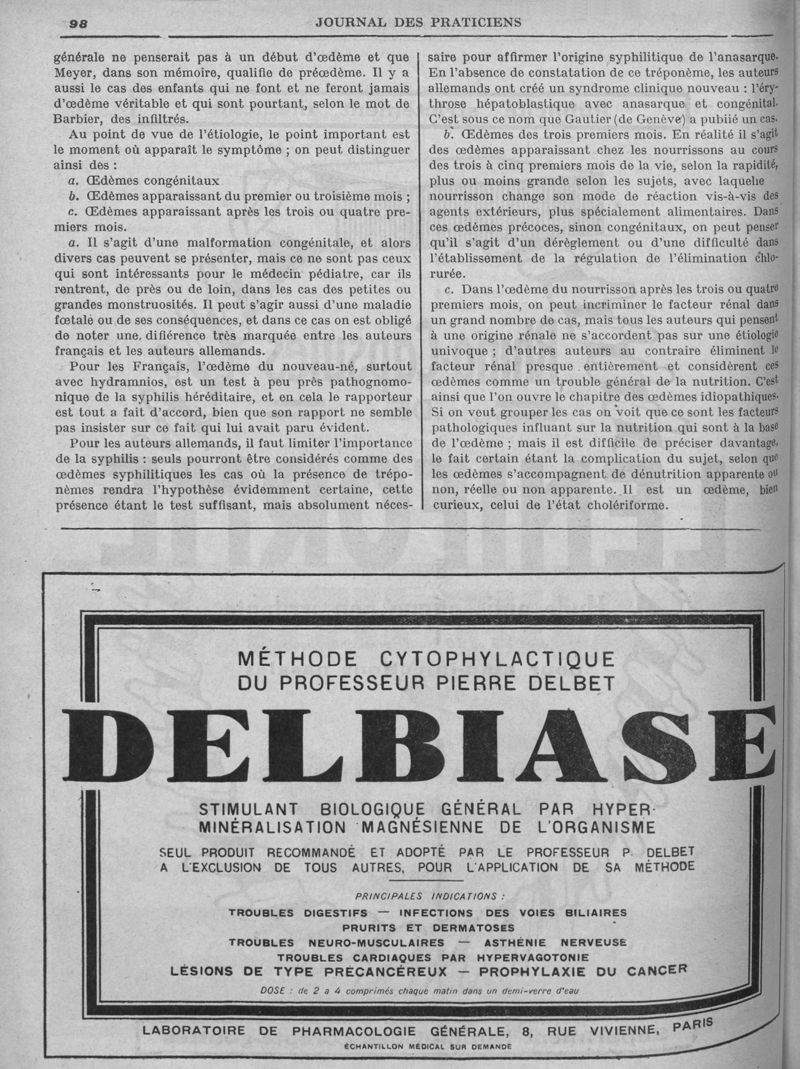 98
JOURNAL DES PRATICIENS
générale ne penserait pas à un début d'œdème et que
Meyer, dans son mémoire, qualifie de préœdème. Il y a
aussi le cas des enfants qui ne font et ne feront jamais
d'œdème véritable et qui sont pourtant, selon le mot de
Barbier, des infiltrés.
Au point de vue de l'étiologie, le point important est
le moment où apparaît le symptôme ; on peut distinguer
ainsi des :
a. Œdèmes congénitaux
b. Œdèmes apparaissant du premier ou troisième mois ;
c. Œdèmes apparaissant après les trois ou quatre pre-
miers mois.
a. Il s'agit d'une malformation congénitale, et alors
divers cas peuvent se présenter, mais ce ne sont pas ceux
qui sont intéressants pour le médecin pédiatre, car ils
rentrent, de près ou de loin, dans les cas des petites ou
grandes monstruosités. Il peut s'agir aussi d'une maladie
fœtale ou de ses conséquences, et dans ce cas on est obligé
de noter une différence très marquée entre les auteurs
français et les auteurs allemands.
Pour les Français, l'œdème du nouveau-né, surtout
avec hydramnios, est un test à peu près pathognomo-
nique de la syphilis héréditaire, et en cela le rapporteur
est tout a fait d'accord, bien que son rapport ne semble
pas insister sur ce fait qui lui avait paru évident.
Pour les auteurs allemands, il faut limiter l'importance
de la syphilis : seuls pourront être considérés comme des
œdèmes syphilitiques les cas où la présence de trépo-
nèmes rendra l'hypothèse évidemment certaine, cette
présence étant le test suffisant, mais absolument néces-
saire pour affirmer l'origine syphilitique de l'anasarque.
En l'absence de constatation de ce tréponème, les auteurs
allemands ont créé un syndrome clinique nouveau : l'éry-
throse hépatoblastique avec anasarque et congénital.
C'est sous ce nom que Gautier (de Genève) a publié un cas.
b. Œdèmes des trois premiers mois. En réalité il s'agit
des œdèmes apparaissant chez les nourrissons au cours
des trois à cinq premiers mois de la vie, selon la rapidité,
plus ou moins grande selon les sujets, avec laquelle
nourrisson change son mode de réaction vis-à-vis des
agents extérieurs, plus spécialement alimentaires. Dans
ces œdèmes précoces, sinon congénitaux, on peut penser
qu'il s'agit d'un dérèglement ou d'une difficulté dans
l'établissement de la régulation de l'élimination chlo-
rurée.
c. Dans l'œdème du nourrisson après les trois ou quatre
premiers mois, on peut incriminer le facteur rénal dans
un grand nombre de cas, mais tous les auteurs qui pensent
à une origine rénale ne s'accordent pas sur une étiologie
univoque ; d'autres auteurs au contraire éliminent le
facteur rénal presque entièrement et considèrent ces
œdèmes comme un trouble général de la nutrition. C'est
ainsi que l'on ouvre le chapitre des œdèmes idiopathiques.
Si on veut grouper les cas on voit que ce sont les facteurs
pathologiques influant sur la nutrition qui sont à la base
de l'œdème ; mais il est difficile de préciser davantage,
le fait certain étant la complication du sujet, selon que
les œdèmes s'accompagnent de dénutrition apparente ou
non, réelle ou non apparente. Il est un œdème, bien
curieux, celui de l'état cholériforme.
MÉTHODE CYTOPHYLACTIQUE
DU PROFESSEUR PIERRE DELBET
DELBIASE
STIMULANT BIOLOGIQUE GÉNÉRAL PAR HYPER-
MINÉRALISATION MAGNÉSIENNE DE L'ORGANISME
SEUL PRODUIT RECOMMANDÉ ET ADOPTÉ PAR LE PROFESSEUR P. DELBET
A L'EXCLUSION DE TOUS AUTRES, POUR L'APPLICATION DE SA MÉTHODE
PRINCIPALES INDICATIONS :
TROUBLES DIGESTIFS — INFECTIONS DES VOIES BILIAIRES
PRURITS ET DERMATOSES
TROUBLES NEURO-MUSCULAIRES — ASTHÉNIE NERVEUSE
TROUBLES CARDIAQUES PAR HYPERVAGOTONIE
LÉSIONS DE TYPE PRÉCANCÉREUX — PROPHYLAXIE DU CANCER
DOSE : de 2 a 4 comprimés chaque matin dans un demi-verre d'eau
LABORATOIRE DE PHARMACOLOGIE GÉNÉRALE, 8, RUE VIVIENNE, PARIS
ÉCHANTILLON MÉDICAL SUR DEMANDE